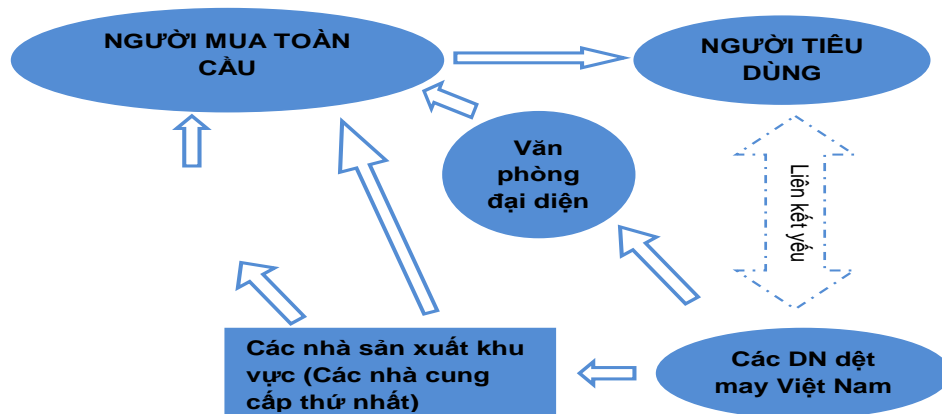 NGƯỜI MUA TOÀN
CẦU
NGƯỜI TIÊU
DÙNG
Văn
phòng
đại diện
Liên kết yếu
Các nhà sản xuất khu
vực (Các nhà cung
cấp thứ nhất)
Các DN dệt
may Việt Nam